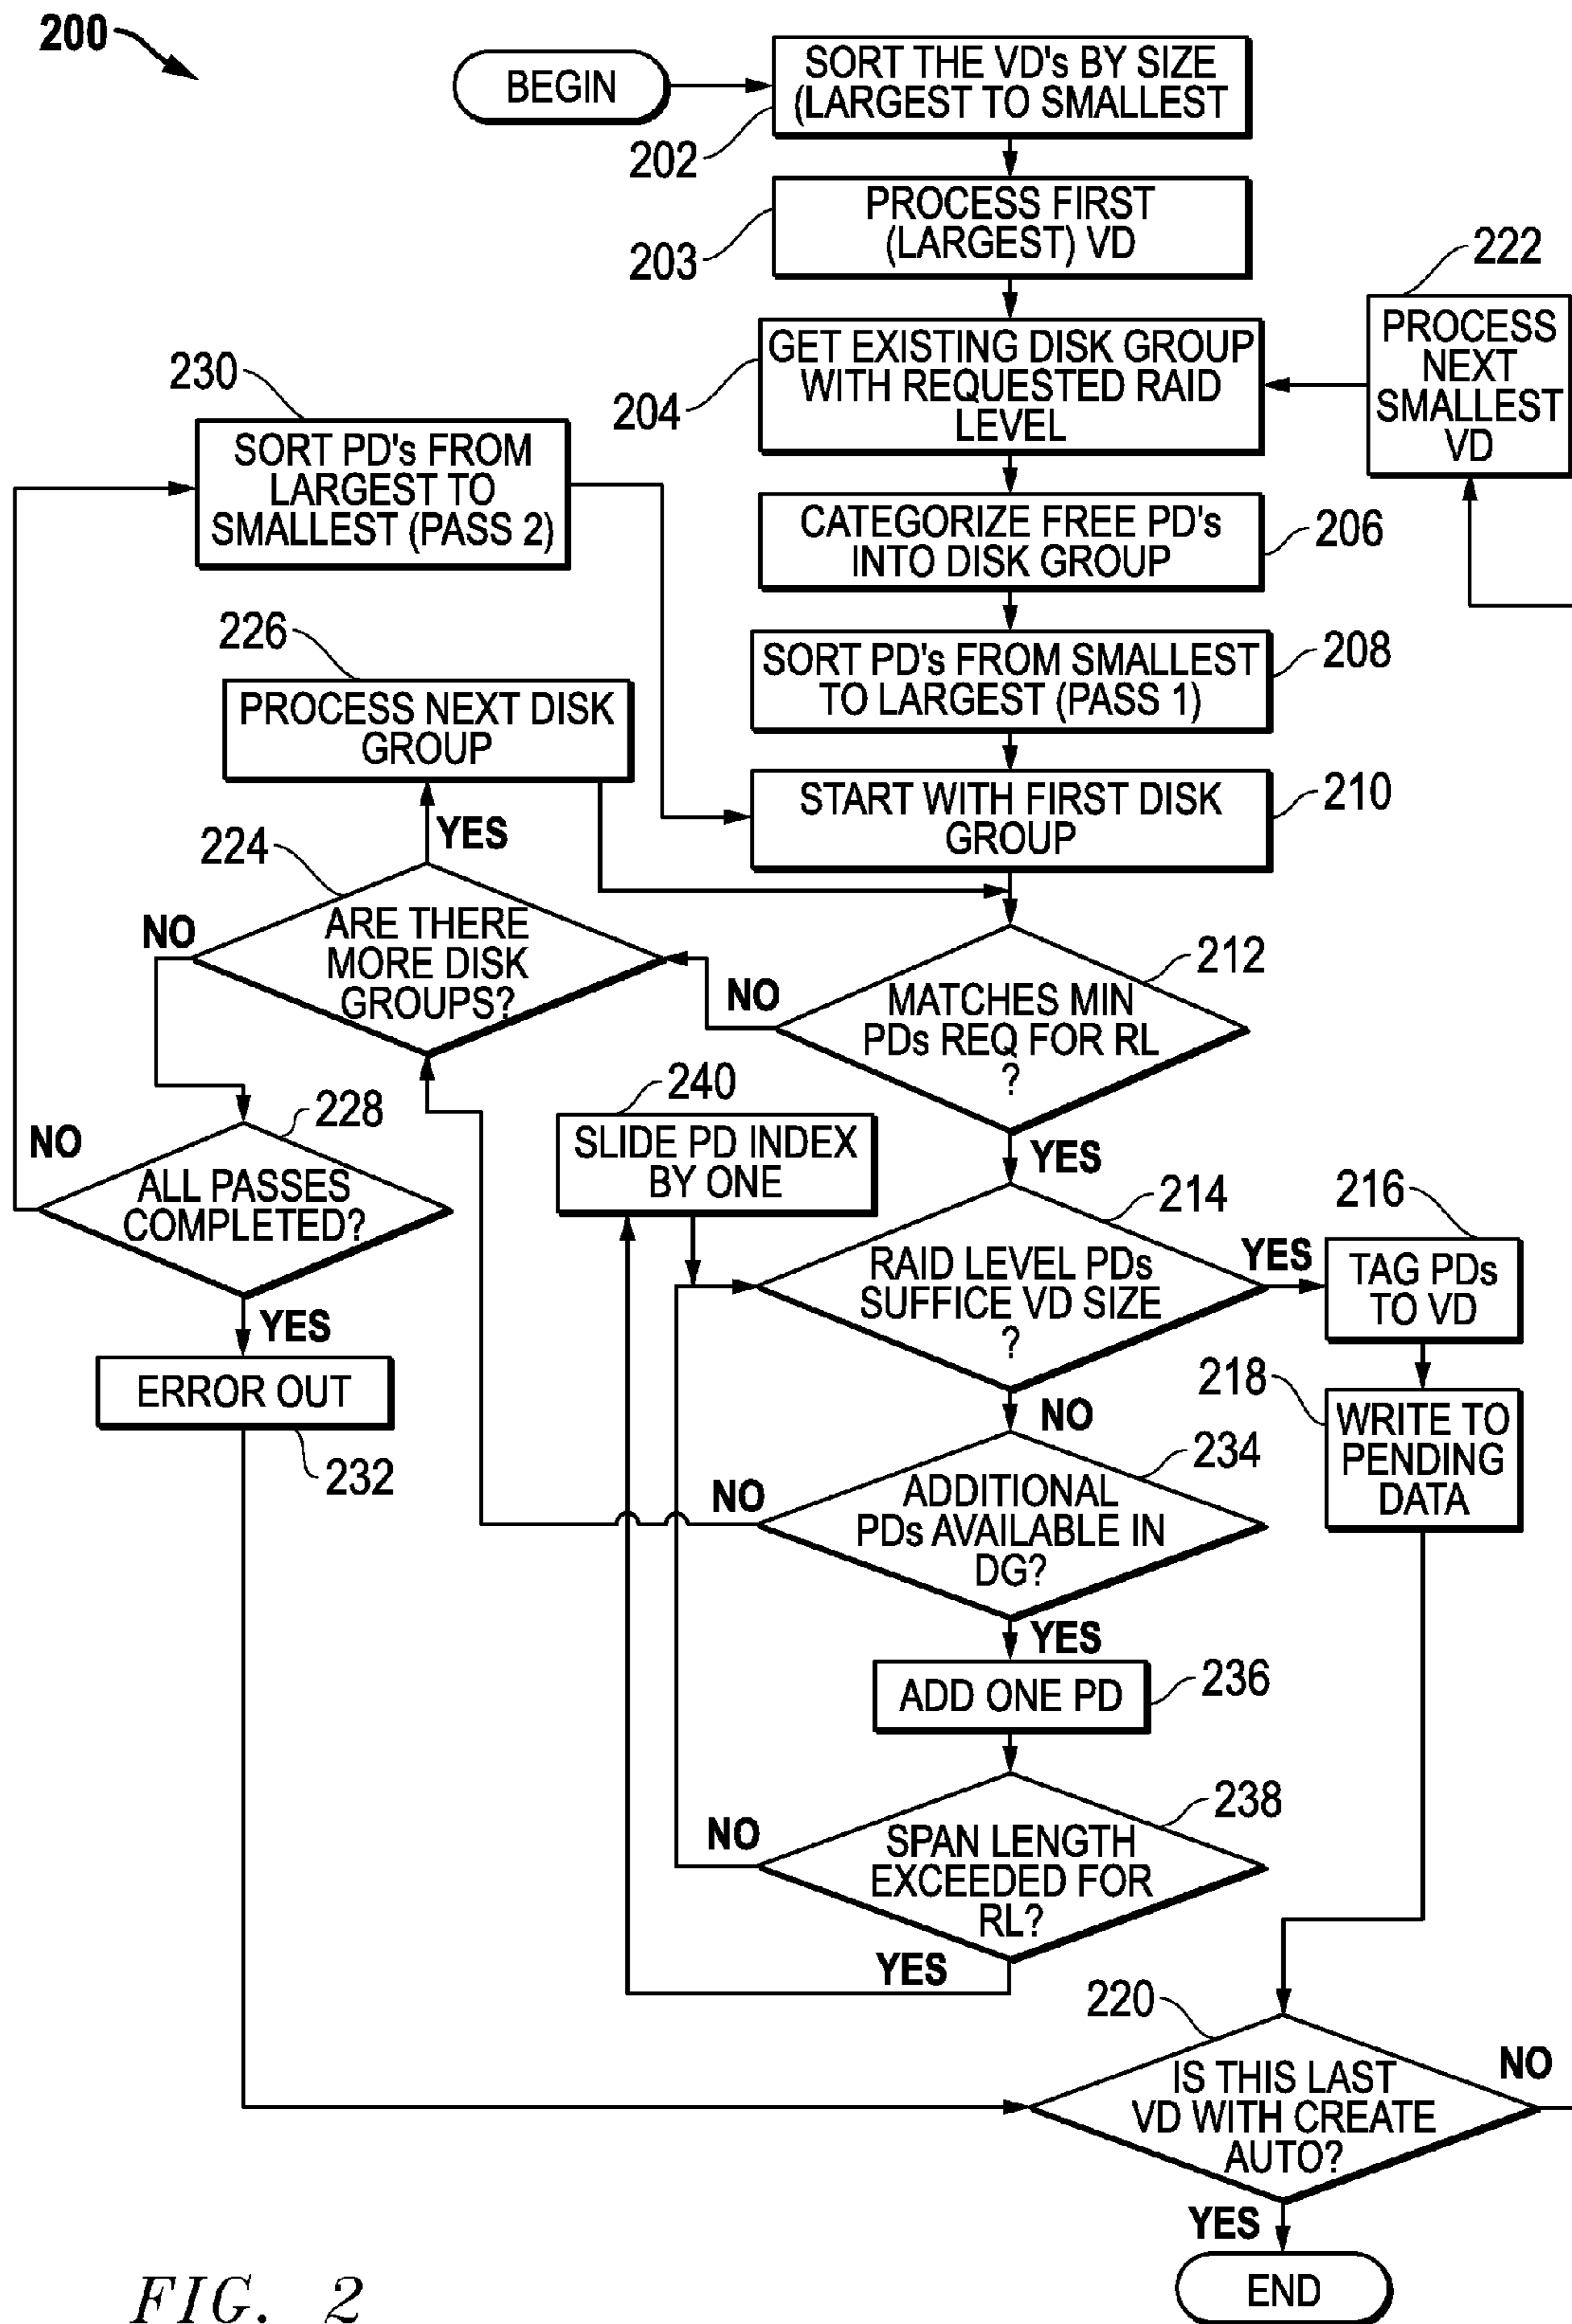 200
BEGIN
SORT THE VD's BY SIZE
(LARGEST TO SMALLEST
202
PROCESS FIRST
(LARGEST) VD
203
222
PROCESS
NEXT
SMALLEST
VD
GET EXISTING DISK GROUP
WITH REQUESTED RAID
LEVEL
204
230
SORT PD's FROM
LARGEST TO
SMALLEST (PASS 2)
CATEGORIZE FREE PD's
INTO DISK GROUP
206
SORT PD's FROM SMALLEST
TO LARGEST (PASS 1)
208
226
PROCESS NEXT DISK
GROUP
START WITH FIRST DISK
GROUP
210
YES
224
ARE THERE
MORE DISK
GROUPS?
NO
212
MATCHES MIN
PDs REQ FOR RL
?
NO
YES
240
SLIDE PD INDEX
BY ONE
228
ALL PASSES
COMPLETED?
NO
YES
214
RAID LEVEL PDs
SUFFICE VD SIZE
?
YES
NO
216
TAG PDs
TO VD
218
WRITE TO
PENDING
DATA
ERROR OUT
232
234
ADDITIONAL
PDs AVAILABLE IN
DG?
NO
YES
ADD ONE PD
236
238
SPAN LENGTH
EXCEEDED FOR
RL?
NO
YES
220
IS THIS LAST
VD WITH CREATE
AUTO?
NO
YES
END
FIG. 2